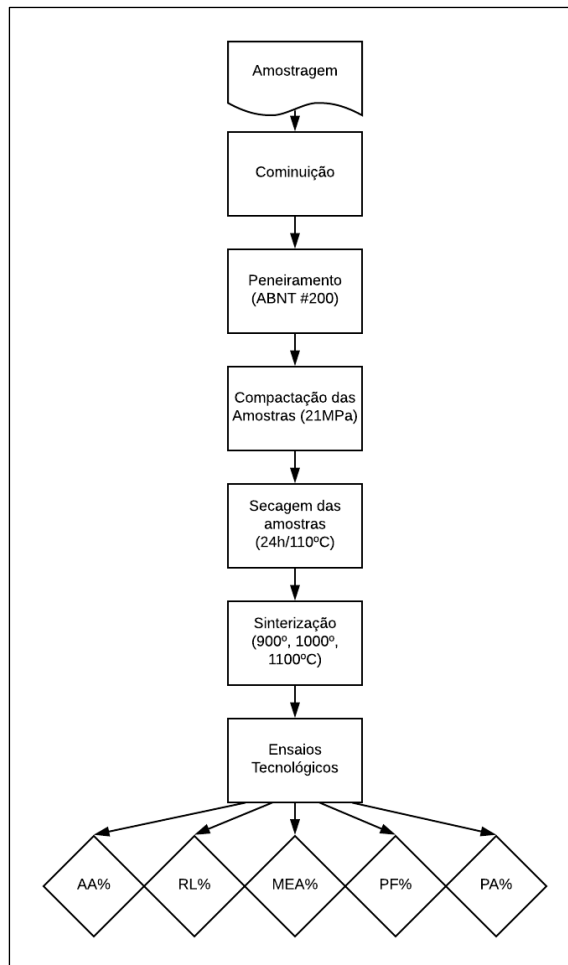 Amostragem
Cominuição
Peneiramento
(ABNT #200)
Compactação das
Amostras (21MPa)
Secagem das
amostras
(24h/110ºC)
Sinterização
(900º, 1000º,
1100ºC)
Ensaios
Tecnológicos
AA%
RL%
MEA%
PF%
PA%